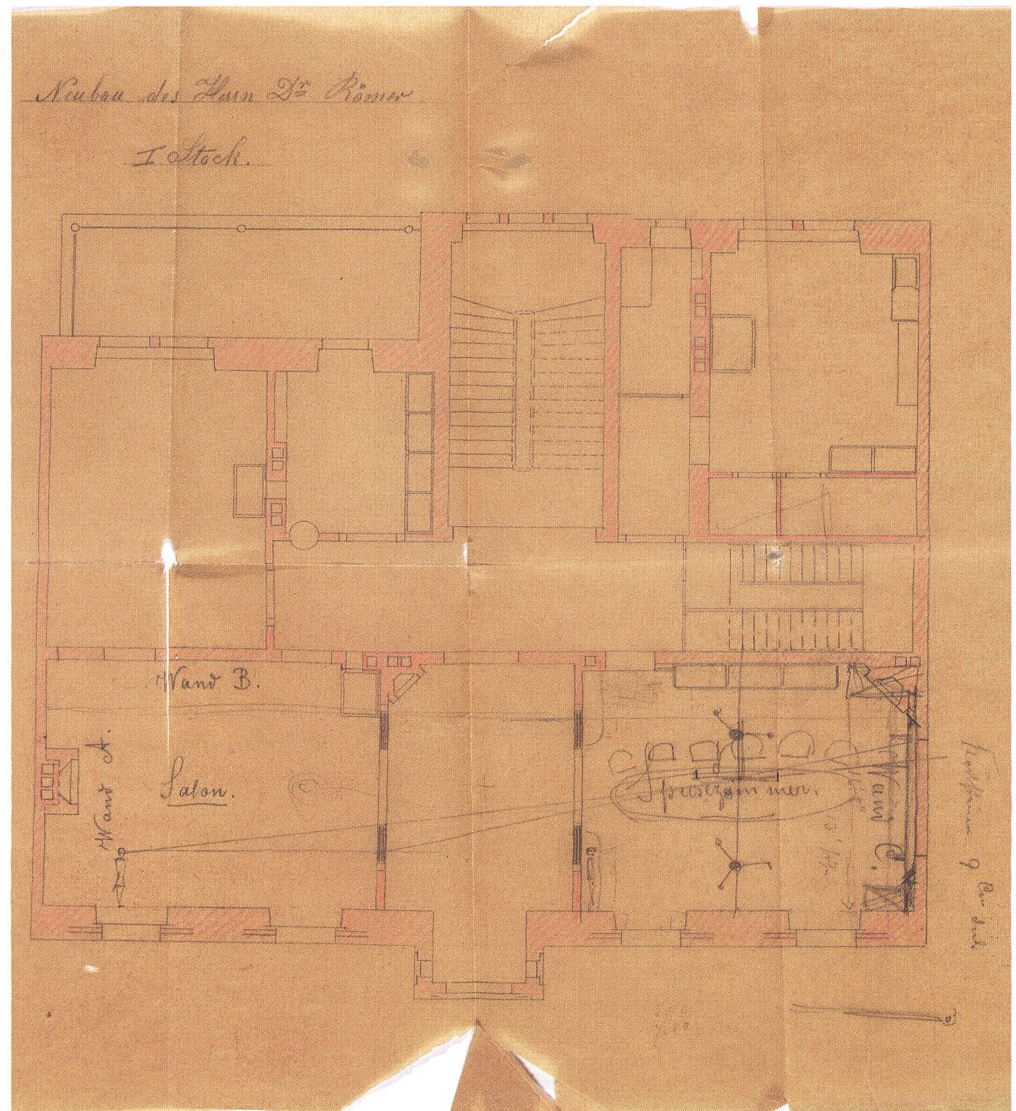 Neubau des Herrn Dr Römer
I Stock.
Wand B.
Wand A.
Salon.
Speisezimmer.
Wand C.